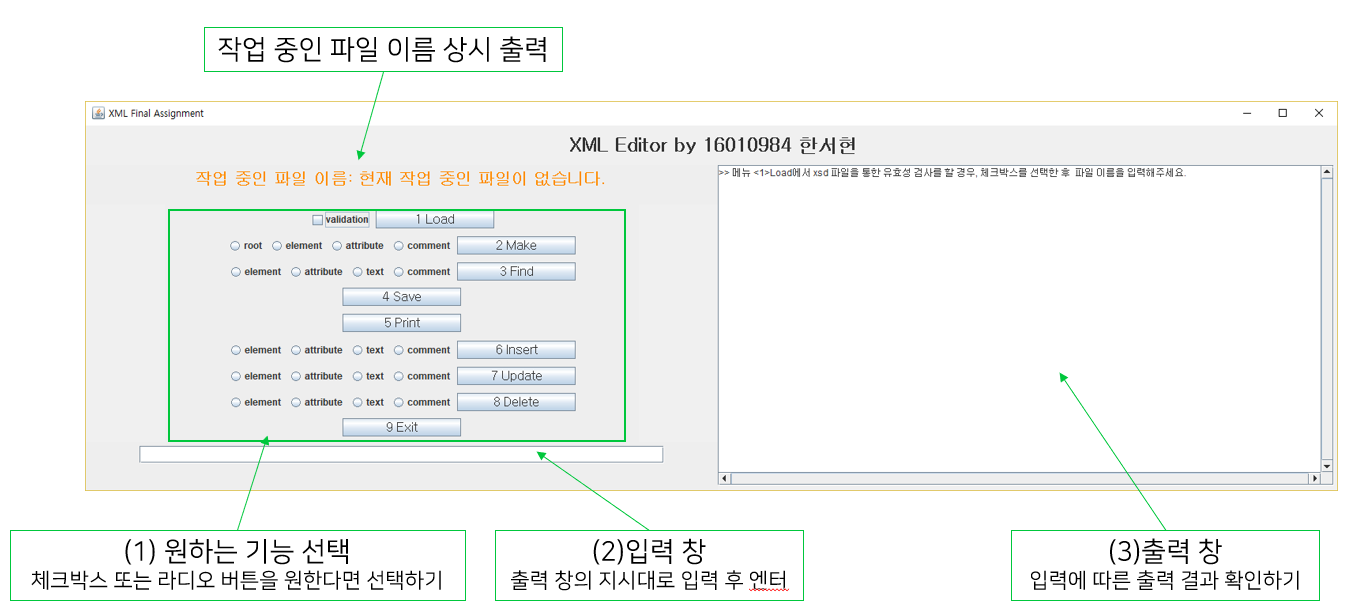 작업 중인 파일 이름 상시 출력
XML Final Assignment
XML Editor by 16010984 한서현
작업 중인 파일 이름: 현재 작업 중인 파일이 없습니다.
>> 메뉴 <1>Load에서 xsd 파일을 통한 유효성 검사를 할 경우, 체크박스를 선택한 후 파일 이름을 입력해주세요.
validation 1 Load
root element attribute comment 2 Make
element attribute text comment 3 Find
4 Save
5 Print
element attribute text comment 6 Insert
element attribute text comment 7 Update
element attribute text comment 8 Delete
9 Exit
(1) 원하는 기능 선택
체크박스 또는 라디오 버튼을 원한다면 선택하기
(2)입력 창
출력 창의 지시대로 입력 후 엔터
(3)출력 창
입력에 따른 출력 결과 확인하기